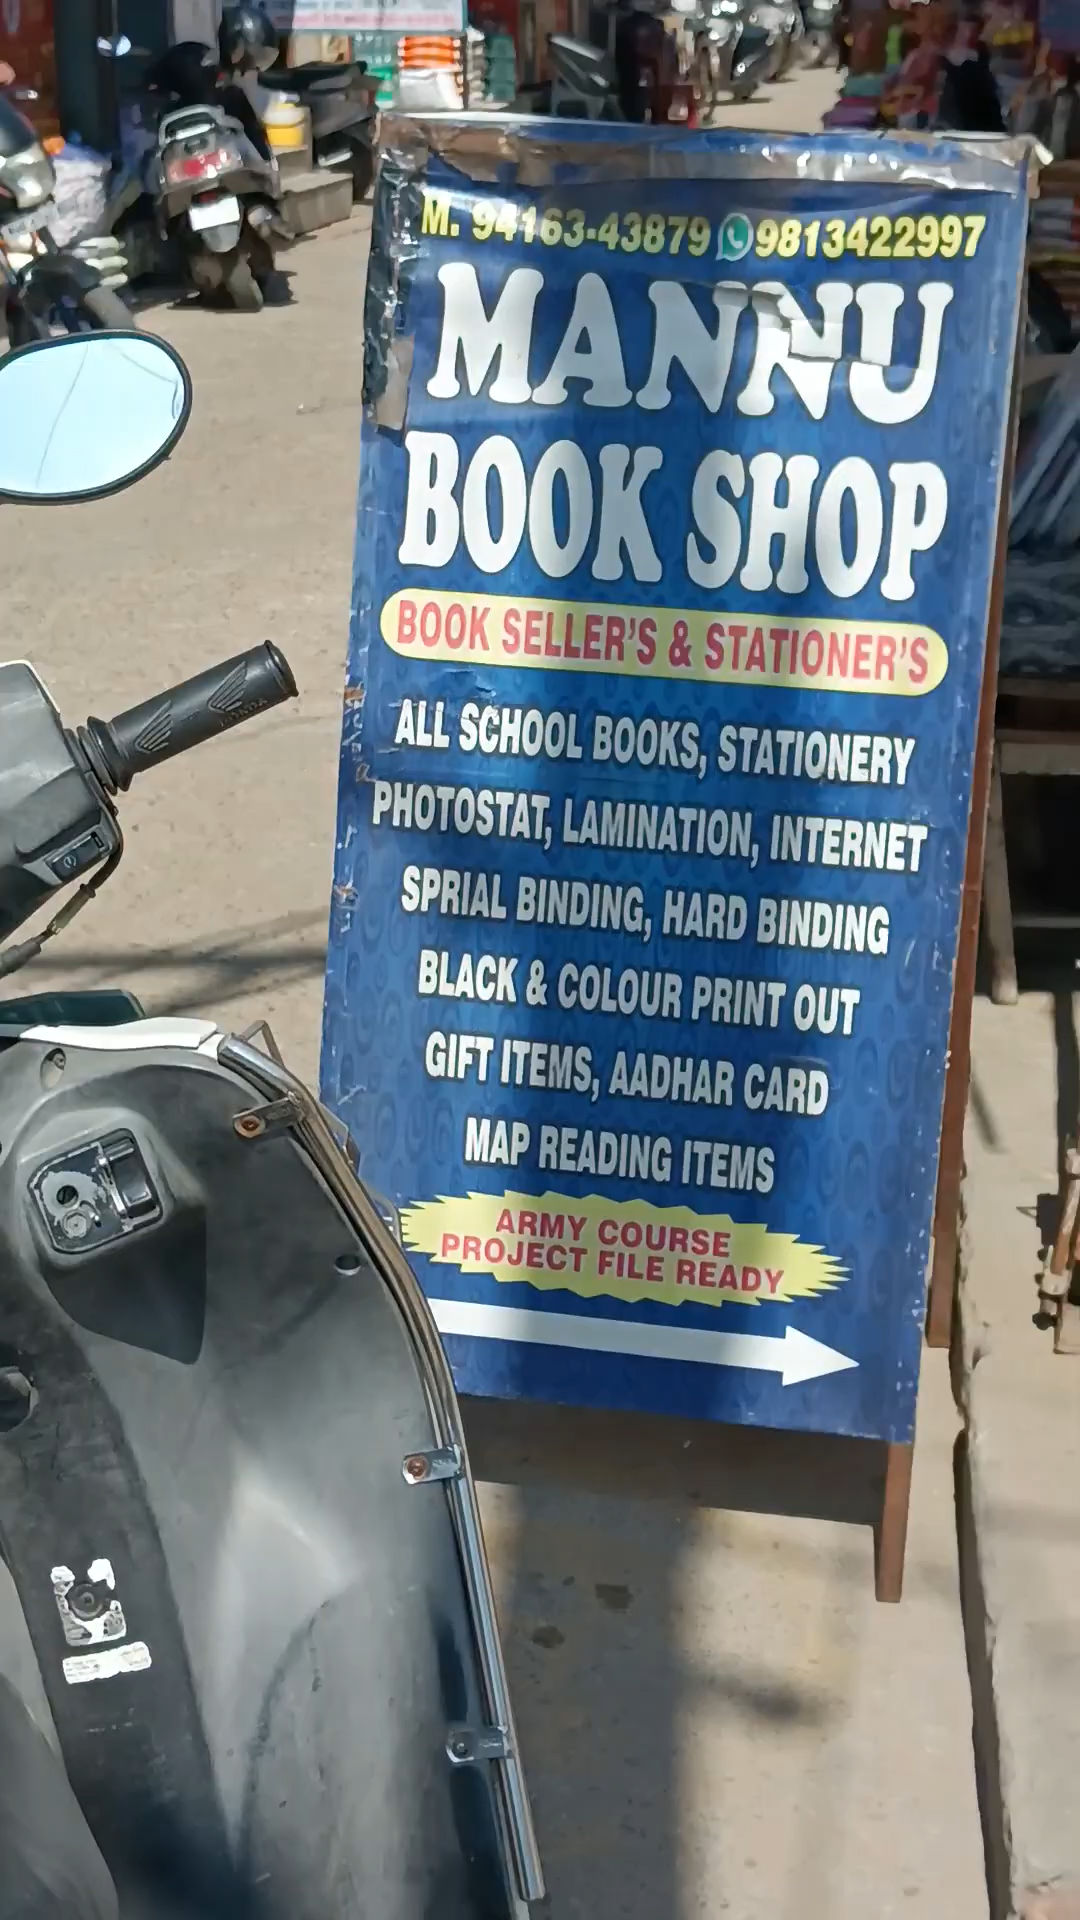 M. 94163-43879 9813422997
MANNU
BOOK SHOP
BOOK SELLER'S & STATIONER'S
ALL SCHOOL BOOKS, STATIONERY
PHOTOSTAT, LAMINATION, INTERNET
SPRIAL BINDING, HARD BINDING
BLACK & COLOUR PRINT OUT
GIFT ITEMS, AADHAR CARD
MAP READING ITEMS
ARMY COURSE
PROJECT FILE READY
HONDA